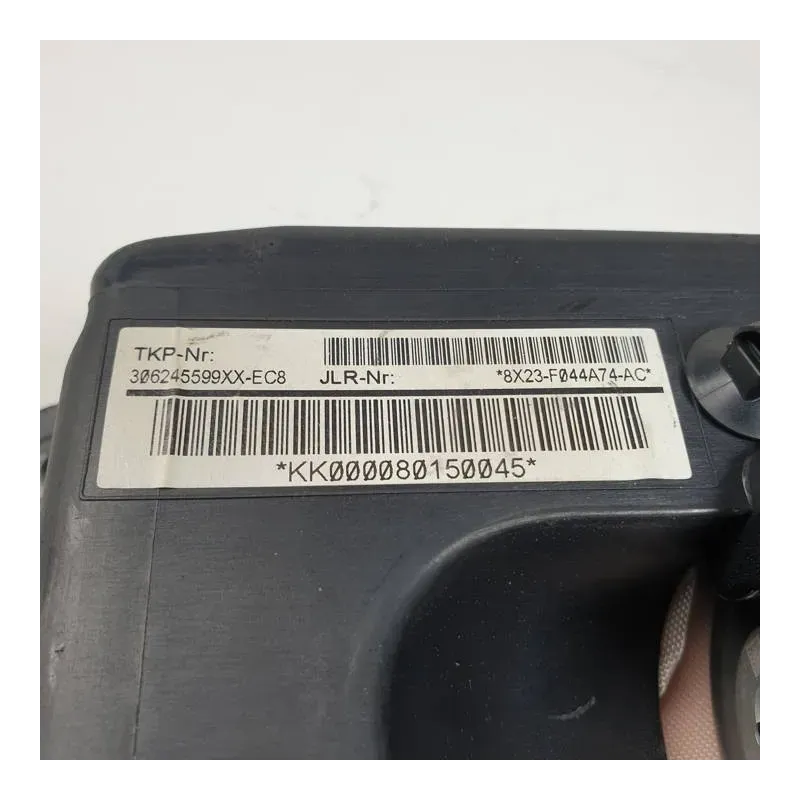 TKP-Nr:
306245599XX-EC8 JLR-Nr: *8X23-F044A74-AC*
*KK000080150045*